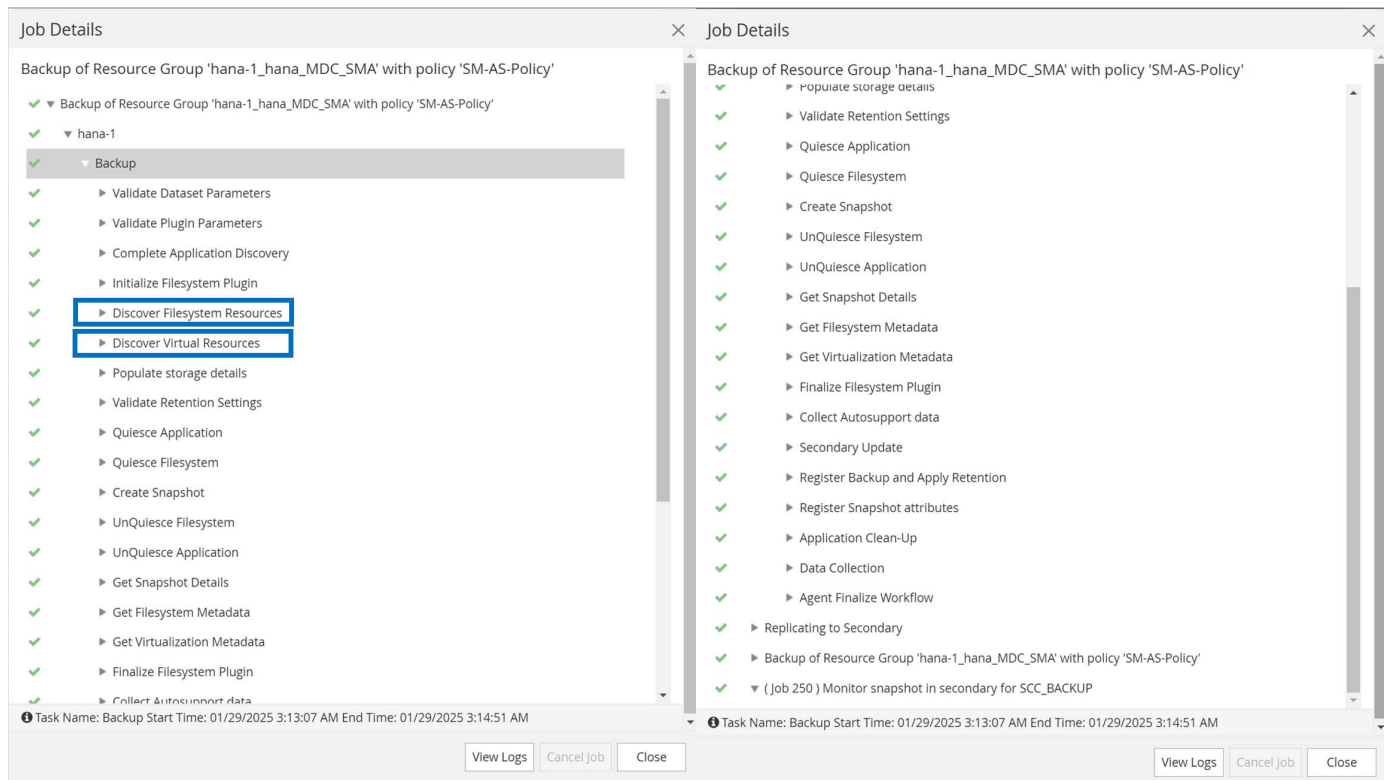 Job Details
Backup of Resource Group 'hana-1_hana_MDC_SMA' with policy 'SM-AS-Policy'
Backup of Resource Group 'hana-1_hana_MDC_SMA' with policy 'SM-AS-Policy'
hana-1
Backup
Validate Dataset Parameters
Validate Plugin Parameters
Complete Application Discovery
Initialize Filesystem Plugin
Discover Filesystem Resources
Discover Virtual Resources
Populate storage details
Validate Retention Settings
Quiesce Application
Quiesce Filesystem
Create Snapshot
UnQuiesce Filesystem
UnQuiesce Application
Get Snapshot Details
Get Filesystem Metadata
Get Virtualization Metadata
Finalize Filesystem Plugin
Collect Autosupport data
Task Name: Backup Start Time: 01/29/2025 3:13:07 AM End Time: 01/29/2025 3:14:51 AM
View Logs Cancel Job Close
Job Details
Backup of Resource Group 'hana-1_hana_MDC_SMA' with policy 'SM-AS-Policy'
Populate storage details
Validate Retention Settings
Quiesce Application
Quiesce Filesystem
Create Snapshot
UnQuiesce Filesystem
UnQuiesce Application
Get Snapshot Details
Get Filesystem Metadata
Get Virtualization Metadata
Finalize Filesystem Plugin
Collect Autosupport data
Secondary Update
Register Backup and Apply Retention
Register Snapshot attributes
Application Clean-Up
Data Collection
Agent Finalize Workflow
Replicating to Secondary
Backup of Resource Group 'hana-1_hana_MDC_SMA' with policy 'SM-AS-Policy'
( Job 250 ) Monitor snapshot in secondary for SCC_BACKUP
Task Name: Backup Start Time: 01/29/2025 3:13:07 AM End Time: 01/29/2025 3:14:51 AM
View Logs Cancel Job Close